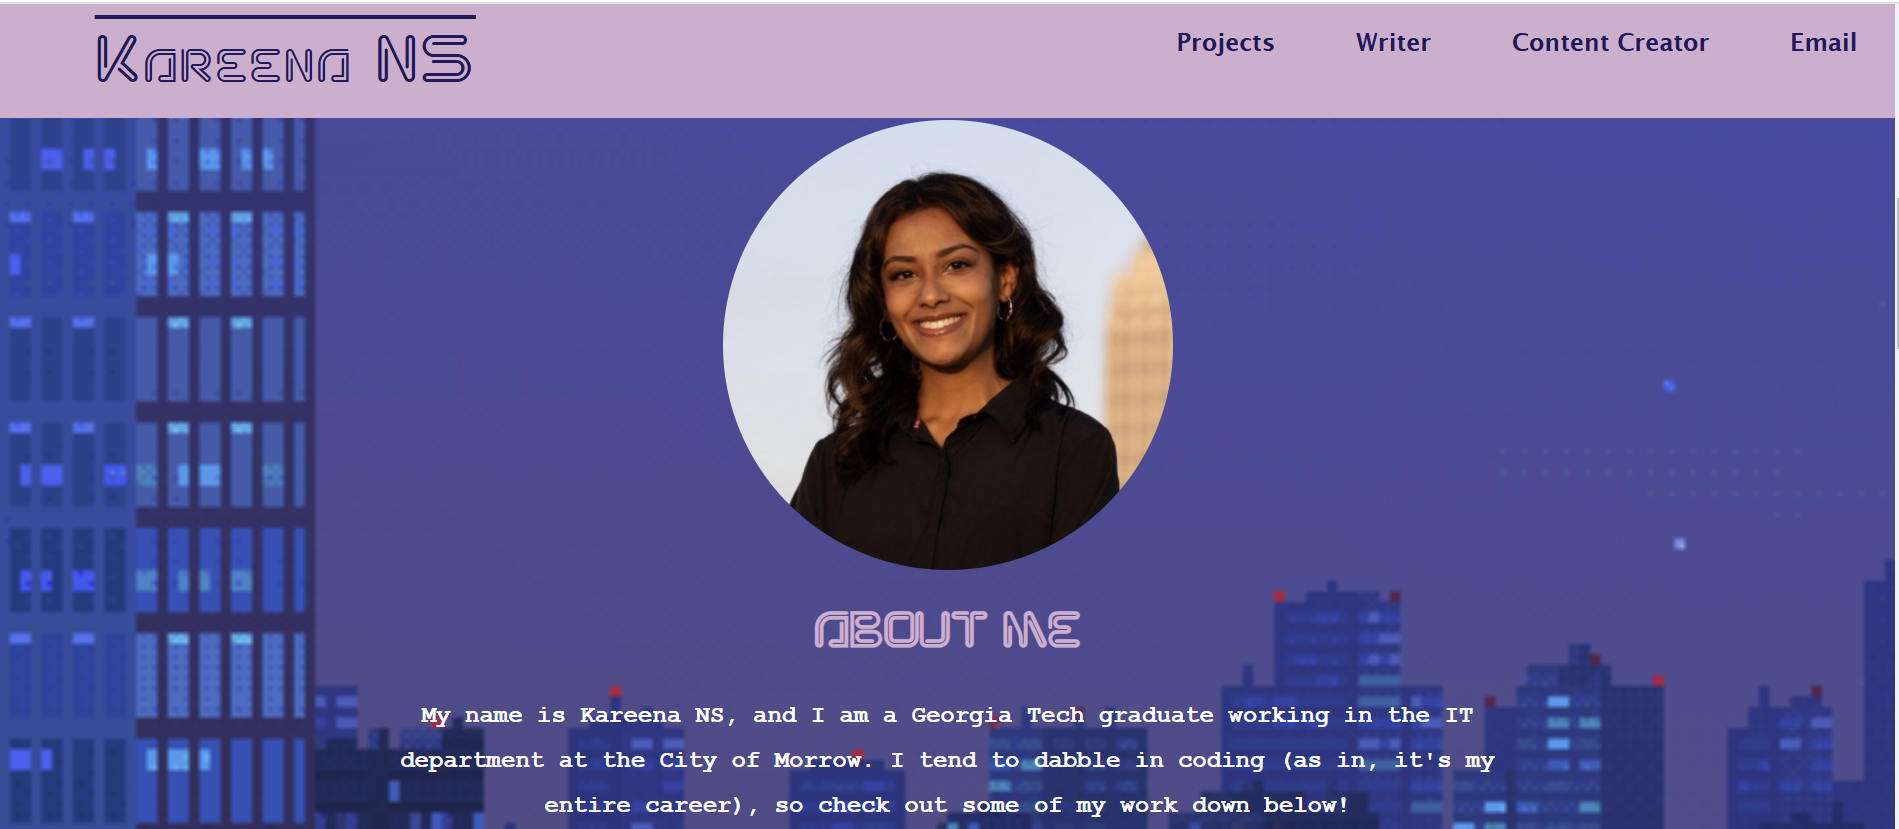 Kareena NS
Projects
Writer
Content Creator
Email
ABOUT ME
My name is Kareena NS, and I am a Georgia Tech graduate working in the IT
department at the City of Morrow. I tend to dabble in coding (as in, it's my
entire career), so check out some of my work down below!